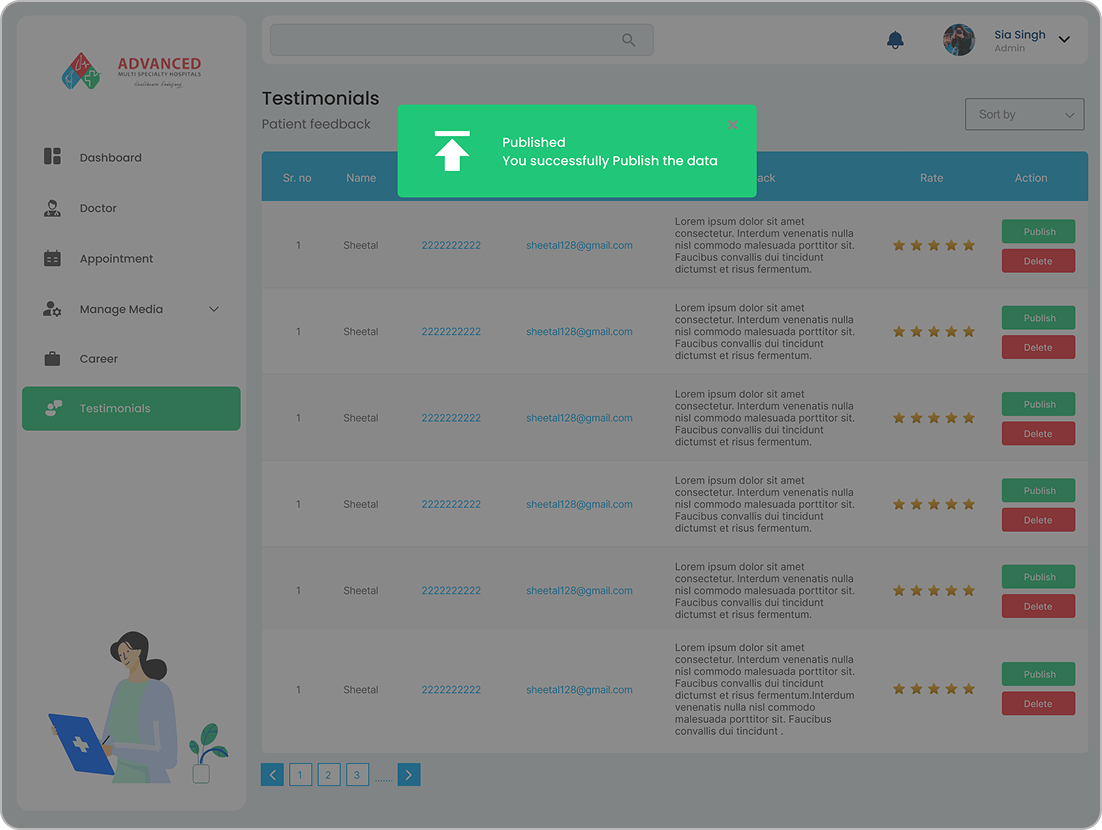 ADVANCED
MULTI SPECIALTY HOSPITALS
Sia Singh
Admin
Dashboard
Doctor
Appointment
Manage Media
Career
Testimonials
Testimonials
Patient feedback
Sort by
Published
You successfully Publish the data
Sr. no Name ack Rate Action
1 Sheetal 2222222222 sheetal128@gmail.com
Lorem ipsum dolor sit amet
consectetur. Interdum venenatis nulla
nisl commodo malesuada porttitor sit.
Faucibus convallis dui tincidunt
dictumst et risus fermentum.
Publish
Delete
1 Sheetal 2222222222 sheetal128@gmail.com
Lorem ipsum dolor sit amet
consectetur. Interdum venenatis nulla
nisl commodo malesuada porttitor sit.
Faucibus convallis dui tincidunt
dictumst et risus fermentum.
Publish
Delete
1 Sheetal 2222222222 sheetal128@gmail.com
Lorem ipsum dolor sit amet
consectetur. Interdum venenatis nulla
nisl commodo malesuada porttitor sit.
Faucibus convallis dui tincidunt
dictumst et risus fermentum.
Publish
Delete
1 Sheetal 2222222222 sheetal128@gmail.com
Lorem ipsum dolor sit amet
consectetur. Interdum venenatis nulla
nisl commodo malesuada porttitor sit.
Faucibus convallis dui tincidunt
dictumst et risus fermentum.
Publish
Delete
1 Sheetal 2222222222 sheetal128@gmail.com
Lorem ipsum dolor sit amet
consectetur. Interdum venenatis nulla
nisl commodo malesuada porttitor sit.
Faucibus convallis dui tincidunt
dictumst et risus fermentum.
Publish
Delete
1 Sheetal 2222222222 sheetal128@gmail.com
Lorem ipsum dolor sit amet
consectetur. Interdum venenatis nulla
nisl commodo malesuada porttitor sit.
Faucibus convallis dui tincidunt
dictumst et risus fermentum.Interdum
venenatis nulla nisl commodo
malesuada porttitor sit. Faucibus
convallis dui tincidunt .
Publish
Delete
1 2 3 ......